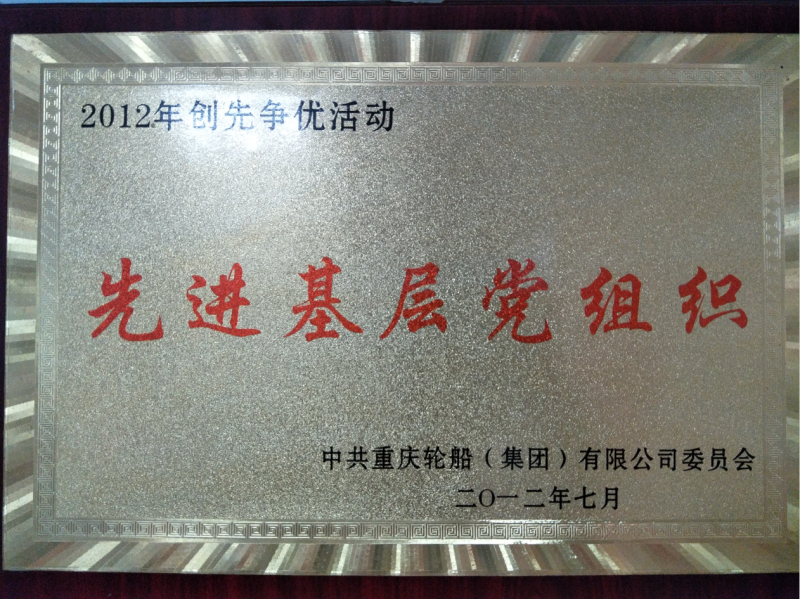 2012年创先争优活动
先进基层党组织
中共重庆轮船（集团）有限公司委员会
二〇一二年七月